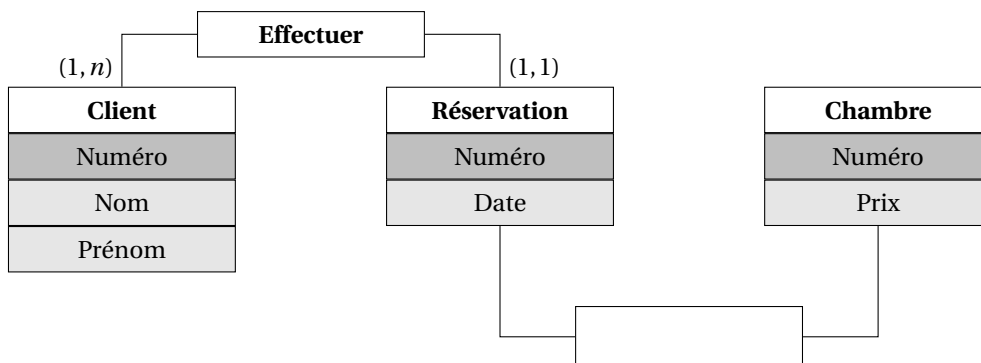 Effectuer
(1, n)
(1, 1)
Client
Numéro
Nom
Prénom
Réservation
Numéro
Date
Chambre
Numéro
Prix